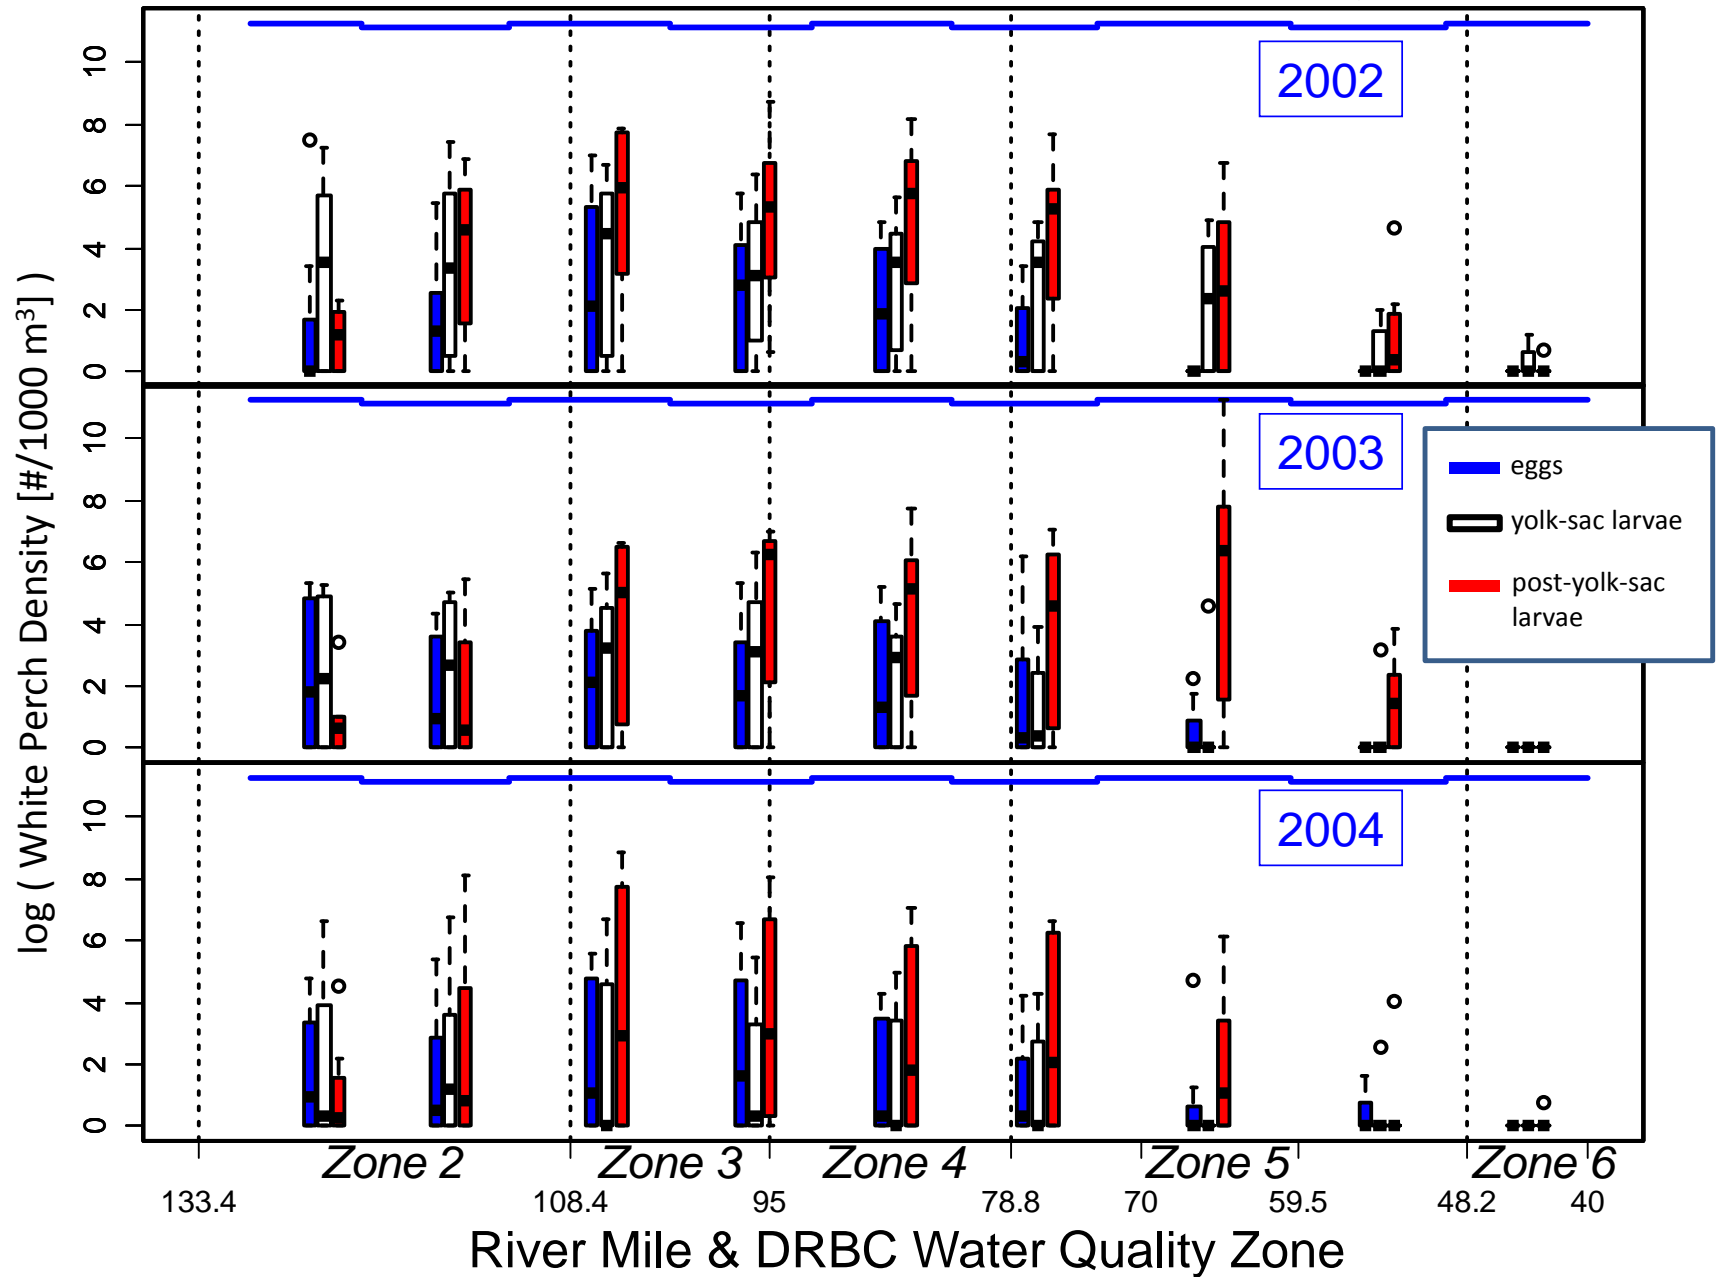 log ( White Perch Density [#/1000 m³] )
10
8
6
4
2
0
2002
10
8
6
4
2
0
2003
eggs
yolk-sac larvae
post-yolk-sac
larvae
10
8
6
4
2
0
2004
Zone 2 Zone 3 Zone 4 Zone 5 Zone 6
133.4 108.4 95 78.8 70 59.5 48.2 40
River Mile & DRBC Water Quality Zone